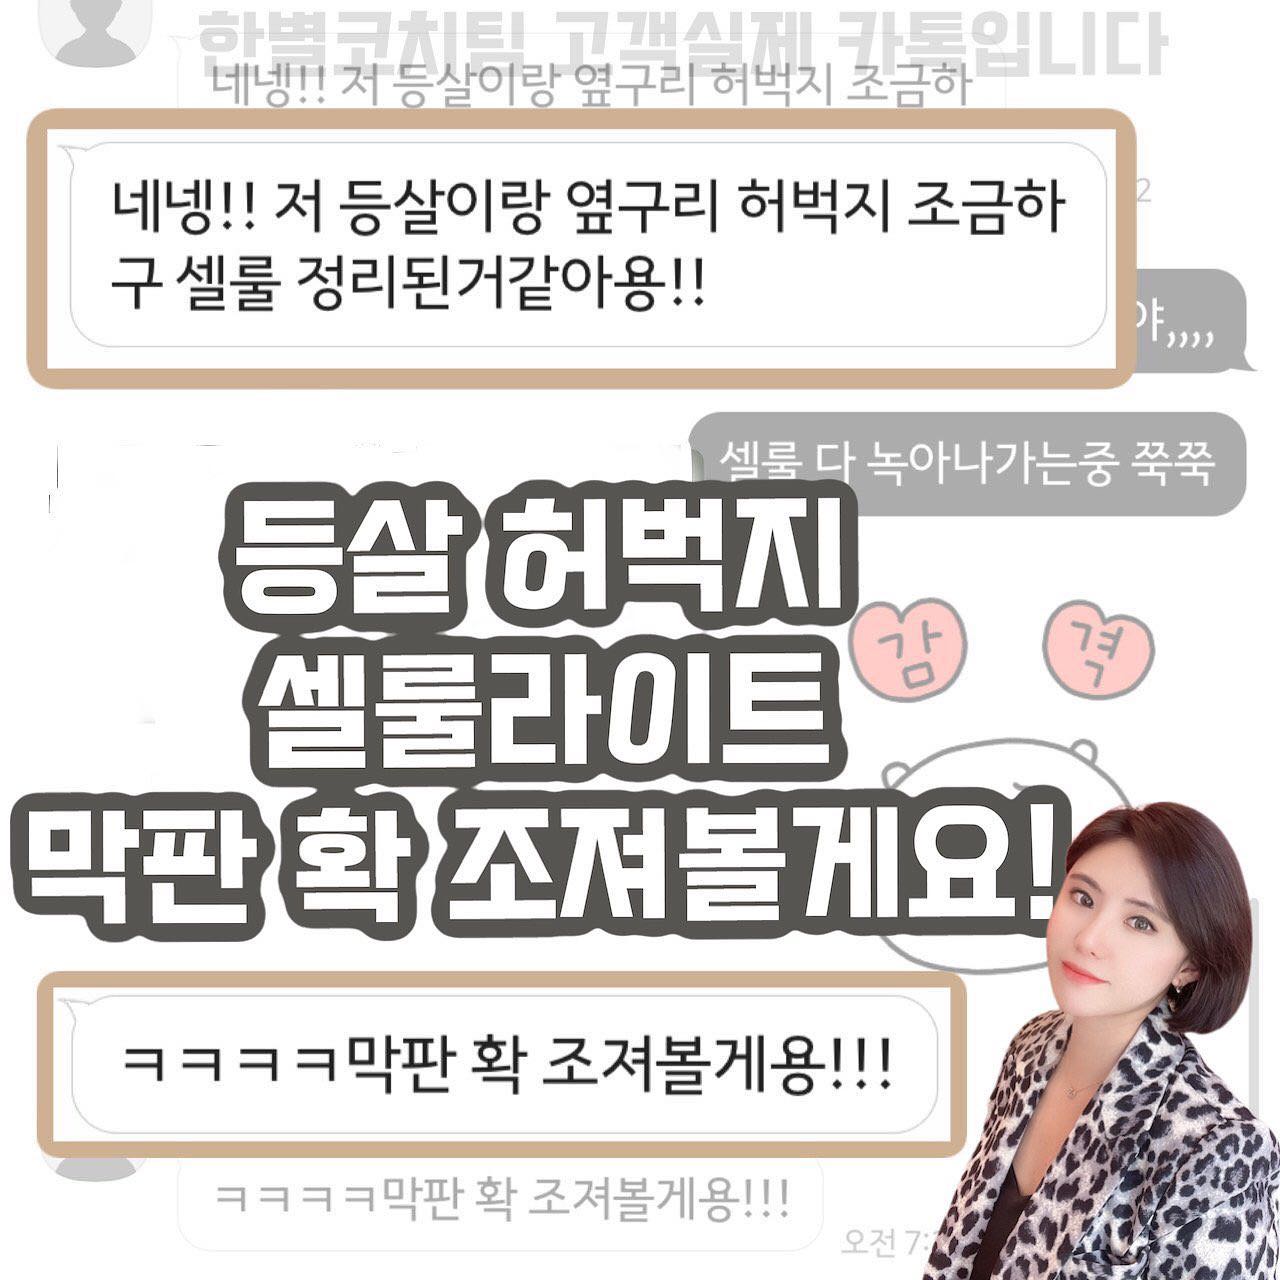 한별코치팀 고객실제 카톡입니다
네넹!! 저 등살이랑 옆구리 허벅지 조금하
네넹!! 저 등살이랑 옆구리 허벅지 조금하
구 셀룰 정리된거같아용!!
야,,,,
셀룰 다 녹아나가는중 쭉쭉
등살 허벅지
감 격
셀룰라이트
막판 확 조져볼게요!
ㅋㅋㅋㅋ막판 확 조져볼게용!!!
ㅋㅋㅋㅋ막판 확 조져볼게용!!!
오전 7: